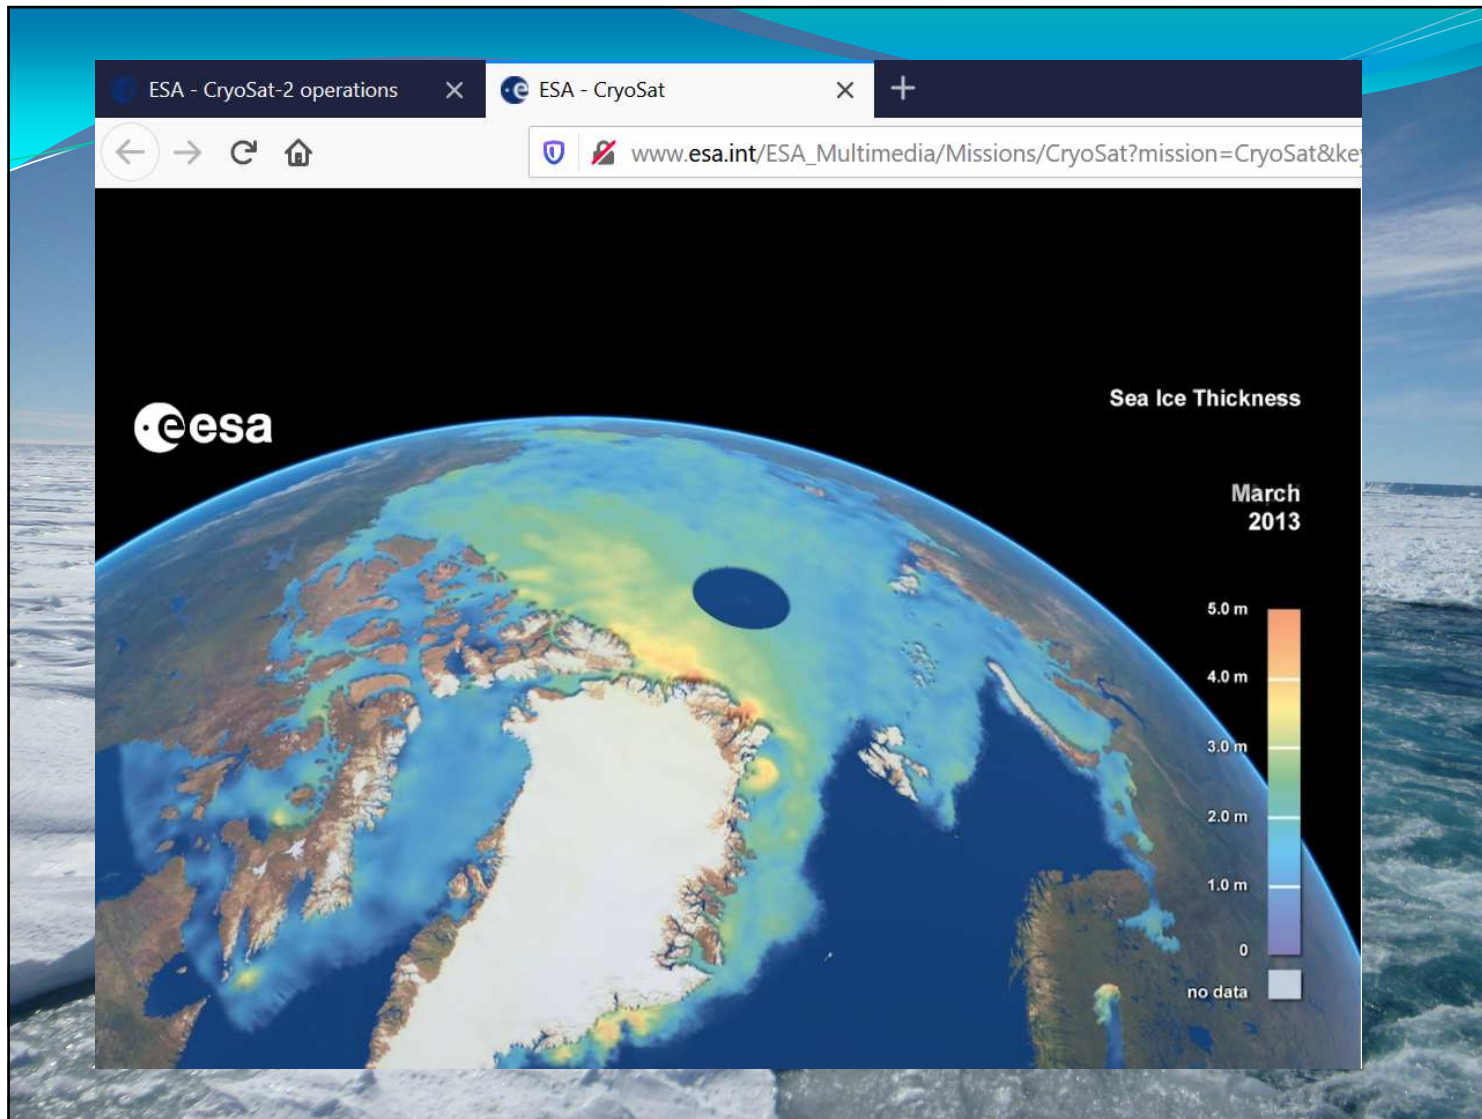 ESA - CryoSat-2 operations
ESA - CryoSat
www.esa.int/ESA_Multimedia/Missions/CryoSat?mission=CryoSat&ke
esa
Sea Ice Thickness
March
2013
5.0 m
4.0 m
3.0 m
2.0 m
1.0 m
0
no data